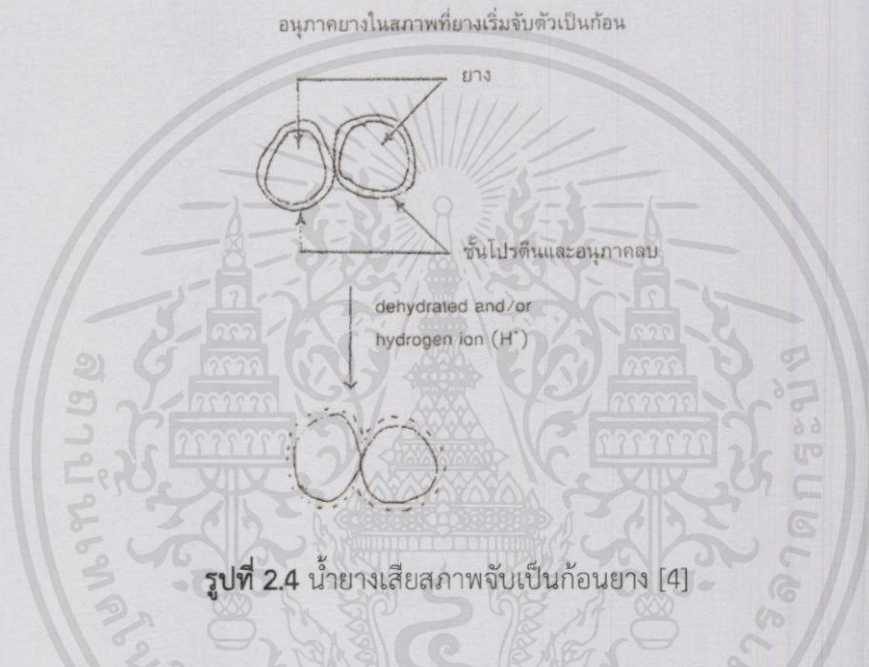 อนุภาคยางในสภาพที่ยางเริ่มจับตัวเป็นก้อน
ยาง
ชั้นโปรตีนและอนุภาคลบ
dehydrated and/or
hydrogen ion (H⁺)
รูปที่ 2.4 น้ำยางเสียสภาพจับเป็นก้อนยาง [4]